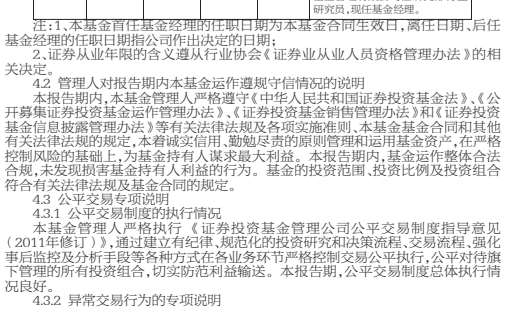 研究员,现任基金经理。
注:1、本基金首任基金经理的任职日期为本基金合同生效日,离任日期、后任
基金经理的任职日期指公司作出决定的日期;
2、证券从业年限的含义遵从行业协会《证券业从业人员资格管理办法》的相
关规定。
4.2 管理人对报告期内本基金运作遵规守信情况的说明
本报告期内,本基金管理人严格遵守《中华人民共和国证券投资基金法》、《公
开募集证券投资基金运作管理办法》、《证券投资基金销售管理办法》和《证券投资
基金信息披露管理办法》等有关法律法规及各项实施准则、本基金基金合同和其他
有关法律法规的规定,本着诚实信用、勤勉尽责的原则管理和运用基金资产,在严格
控制风险的基础上,为基金持有人谋求最大利益。本报告期内,基金运作整体合法
合规,未发现损害基金持有人利益的行为。基金的投资范围、投资比例及投资组合
符合有关法律法规及基金合同的规定。
4.3 公平交易专项说明
4.3.1 公平交易制度的执行情况
本基金管理人严格执行《证券投资基金管理公司公平交易制度指导意见
(2011年修订)》,通过建立有纪律、规范化的投资研究和决策流程、交易流程、强化
事后监控及分析手段等各种方式在各业务环节严格控制交易公平执行,公平对待旗
下管理的所有投资组合,切实防范利益输送。本报告期,公平交易制度总体执行情
况良好。
4.3.2 异常交易行为的专项说明